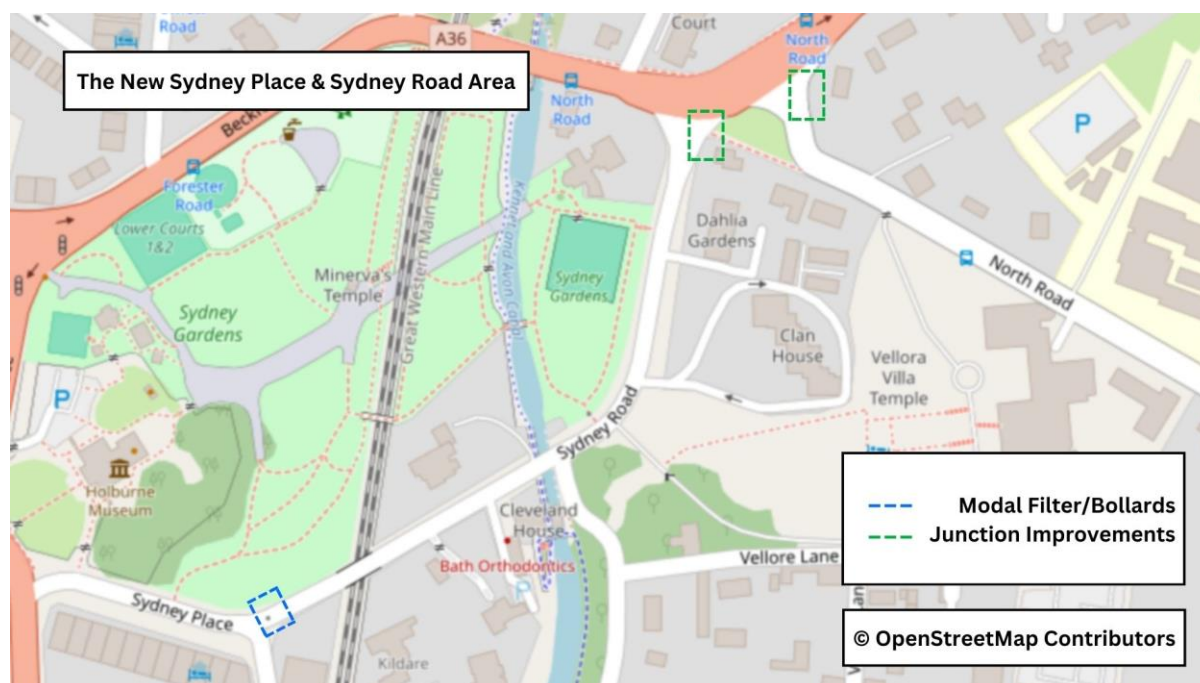 Road
A36
Court
North
Road
The New Sydney Place & Sydney Road Area
North
Road
P
Forester
Road
Lower Courts
1&2
Great Western Main Line
Kennet and Avon Canal
Dahlia
Gardens
Minerva's
Temple
Sydney
Gardens
Sydney
Gardens
North Road
Clan
House
Vellora
Villa
Temple
P
Sydney Road
Holburne
Museum
Cleveland
House
Bath Orthodontics
P
Vellore Lane
Modal Filter/Bollards
Junction Improvements
Sydney Place
Kildare
© OpenStreetMap Contributors